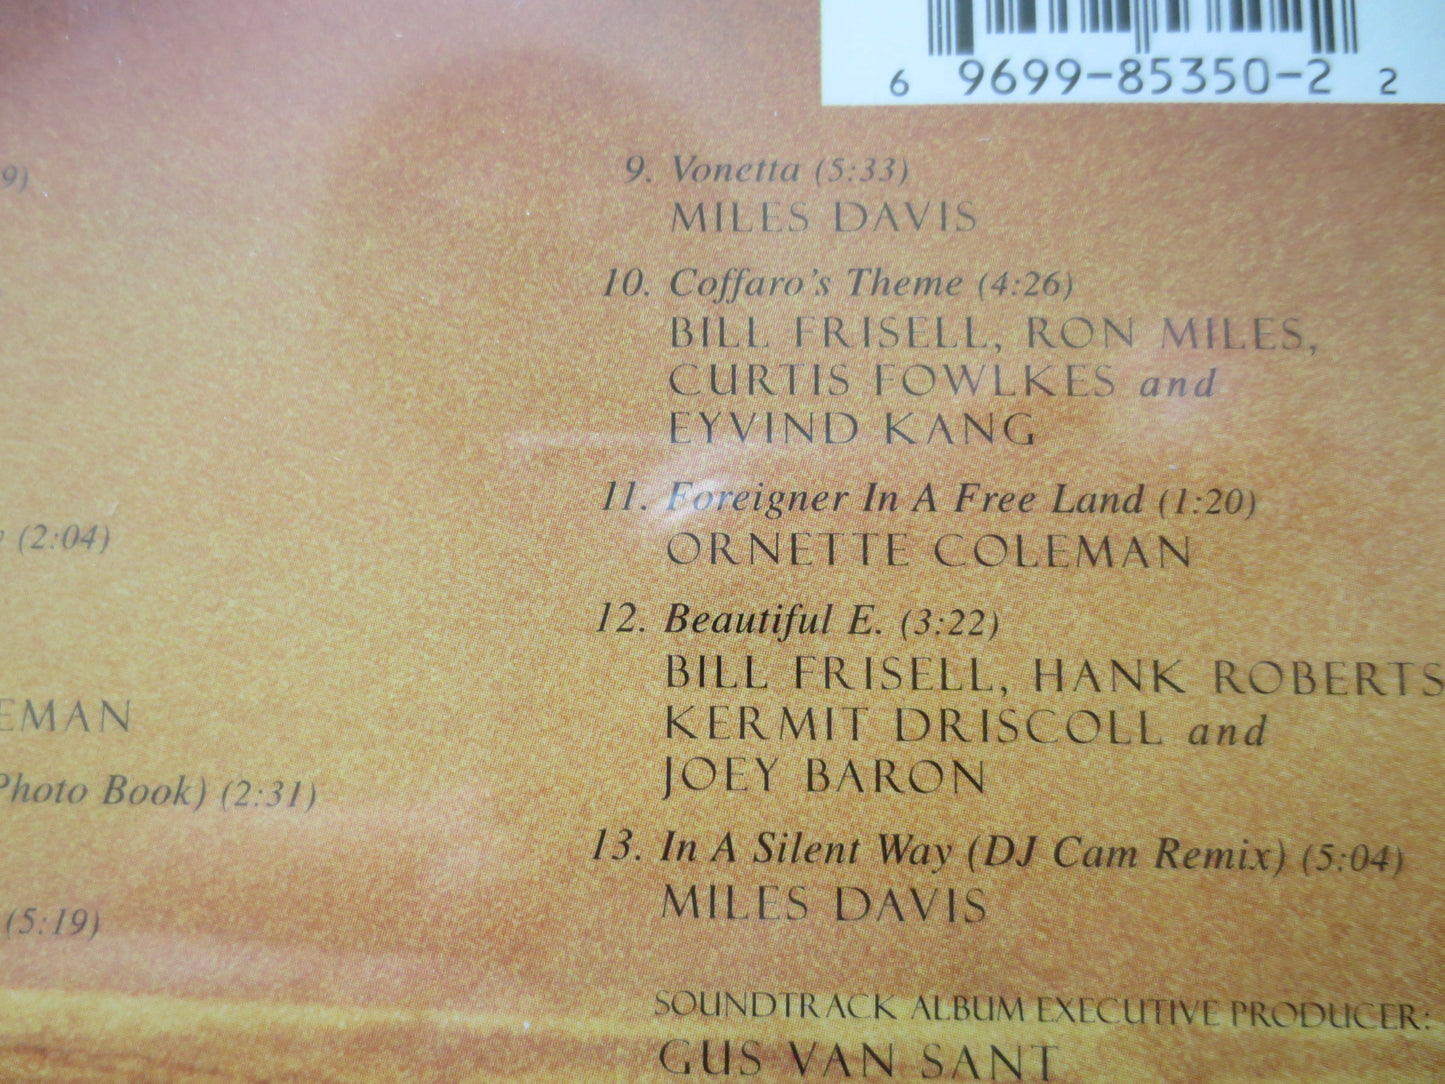 6 9699-85350-2 2
9)
(2:04)
EMAN
Photo Book) (2:31)
(5:19)
9. Vonetta (5:33)
MILES DAVIS
10. Coffaro's Theme (4:26)
BILL FRISELL, RON MILES,
CURTIS FOWLKES and
EYVIND KANG
11. Foreigner In A Free Land (1:20)
ORNETTE COLEMAN
12. Beautiful E. (3:22)
BILL FRISELL, HANK ROBERTS
KERMIT DRISCOLL and
JOEY BARON
13. In A Silent Way (DJ Cam Remix) (5:04)
MILES DAVIS
SOUNDTRACK ALBUM EXECUTIVE PRODUCER:
GUS VAN SANT